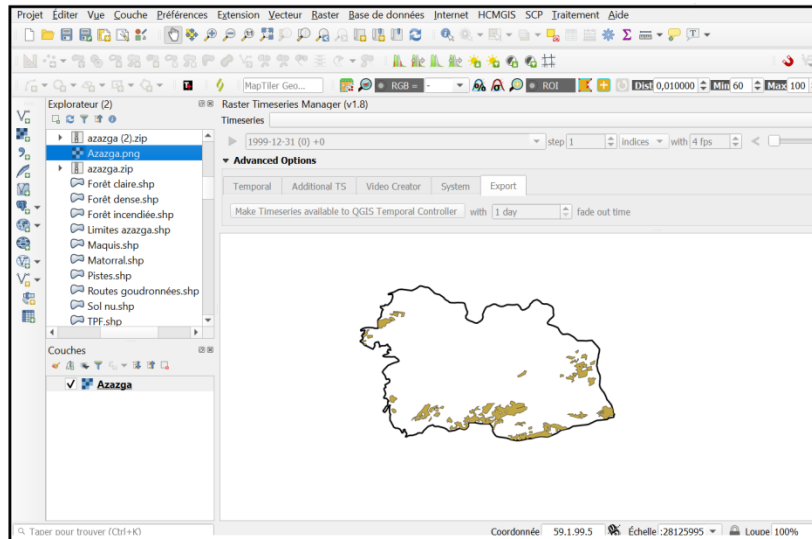 Projet Éditer Vue Couche Préférences Extension Vecteur Raster Base de données Internet HCMGIS SCP Traitement Aide
MapTiler Geo... RGB = - ROI Dist 0,010000 Min 60 Max 100
Explorateur (2)
azazga (2).zip
Azazga.png
azazga.zip
Forêt claire.shp
Forêt dense.shp
Forêt incendiée.shp
Limites azazga.shp
Maquis.shp
Matorral.shp
Pistes.shp
Routes goudronnées.shp
Sol nu.shp
TPF.shp
Couches
Azazga
Raster Timeseries Manager (v1.8)
Timeseries
1999-12-31 (0) +0 step 1 indices with 4 fps <
Advanced Options
Temporal Additional TS Video Creator System Export
Make Timeseries available to QGIS Temporal Controller with 1 day fade out time
Taper pour trouver (Ctrl+K) Coordonnée 59.1,99.5 Échelle :28125995 Loupe 100%